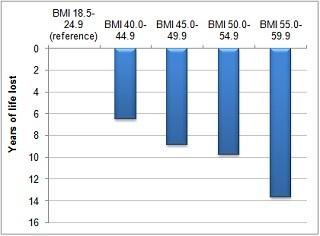 BMI 18.5-
24.9
(reference)
BMI 40.0-
44.9
BMI 45.0-
49.9
BMI 50.0-
54.9
BMI 55.0-
59.9
Years of life lost
0
2
4
6
8
10
12
14
16